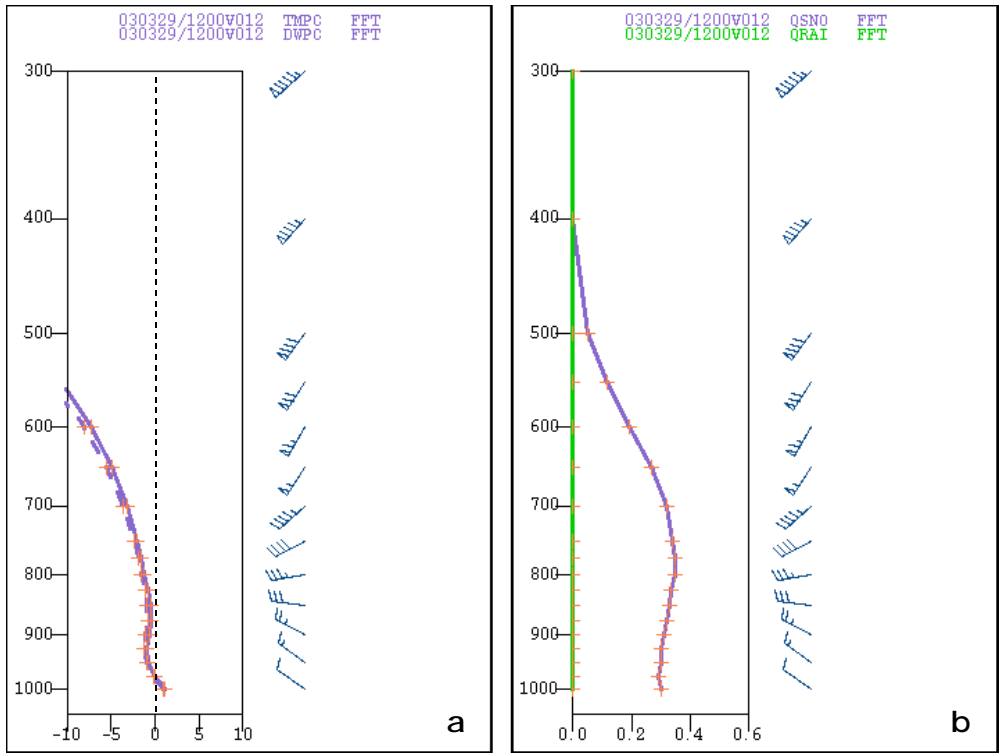 030329/1200V012 TMPC FFT
030329/1200V012 DWPC FFT
300
400
500
600
700
800
900
1000
-10 -5 0 5 10
a
030329/1200V012 QSNO FFT
030329/1200V012 QRAI FFT
300
400
500
600
700
800
900
1000
0.0 0.2 0.4 0.6
b